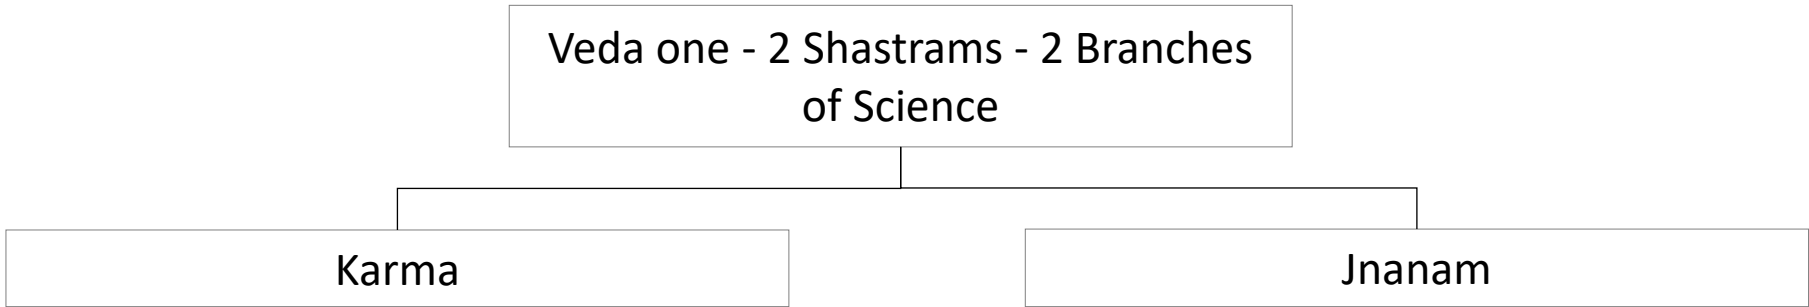 Veda one - 2 Shastrams - 2 Branches
of Science
Karma
Jnanam